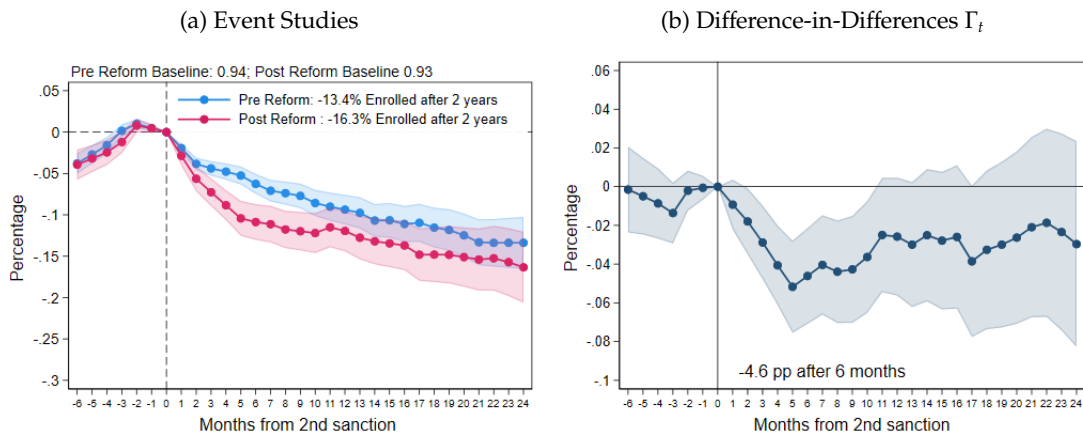 (a) Event Studies
Pre Reform Baseline: 0.94; Post Reform Baseline 0.93
Pre Reform: -13.4% Enrolled after 2 years
Post Reform : -16.3% Enrolled after 2 years
Percentage
.05
0
-.05
-.1
-.15
-.2
-.25
-.3
-6 -5 -4 -3 -2 -1 0 1 2 3 4 5 6 7 8 9 10 11 12 13 14 15 16 17 18 19 20 21 22 23 24
Months from 2nd sanction
(b) Difference-in-Differences Γt
Percentage
.06
.04
.02
0
-.02
-.04
-.06
-.08
-.1
-4.6 pp after 6 months
-6 -5 -4 -3 -2 -1 0 1 2 3 4 5 6 7 8 9 10 11 12 13 14 15 16 17 18 19 20 21 22 23 24
Months from 2nd sanction